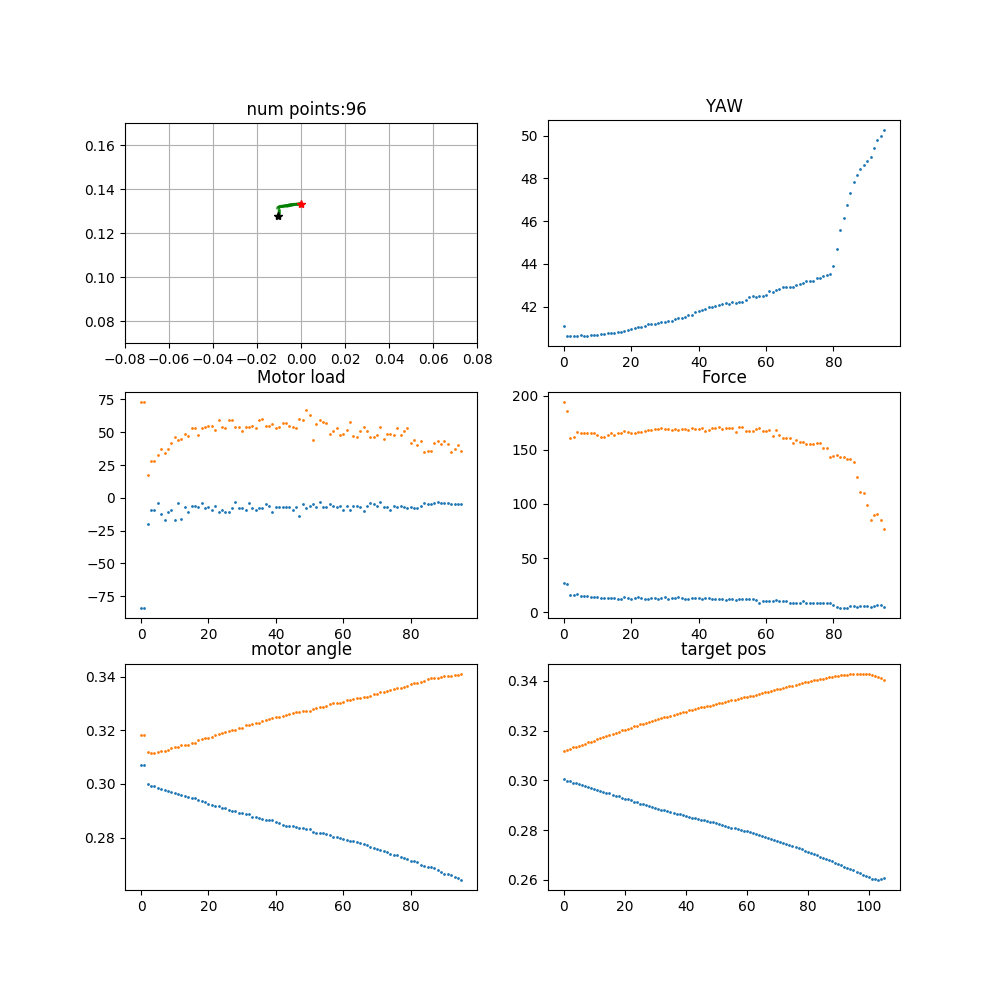 num points:96
YAW
0.16
0.14
0.12
0.10
0.08
−0.08 −0.06 −0.04 −0.02 0.00 0.02 0.04 0.06 0.08
50
48
46
44
42
0 20 40 60 80
Motor load
Force
75
50
25
0
−25
−50
−75
0 20 40 60 80
200
150
100
50
0
0 20 40 60 80
motor angle
target pos
0.34
0.32
0.30
0.28
0 20 40 60 80
0.34
0.32
0.30
0.28
0.26
0 20 40 60 80 100